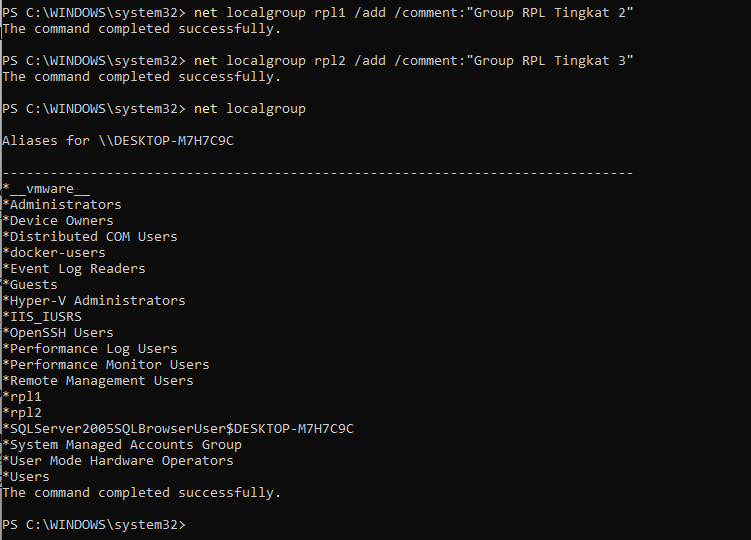 PS C:\WINDOWS\system32> net localgroup rpl1 /add /comment:"Group RPL Tingkat 2"
The command completed successfully.
PS C:\WINDOWS\system32> net localgroup rpl2 /add /comment:"Group RPL Tingkat 3"
The command completed successfully.
PS C:\WINDOWS\system32> net localgroup
Aliases for \\DESKTOP-M7H7C9C
-------------------------------------------------------------------------------
*__vmware__
*Administrators
*Device Owners
*Distributed COM Users
*docker-users
*Event Log Readers
*Guests
*Hyper-V Administrators
*IIS_IUSRS
*OpenSSH Users
*Performance Log Users
*Performance Monitor Users
*Remote Management Users
*rpl1
*rpl2
*SQLServer2005SQLBrowserUser$DESKTOP-M7H7C9C
*System Managed Accounts Group
*User Mode Hardware Operators
*Users
The command completed successfully.
PS C:\WINDOWS\system32>